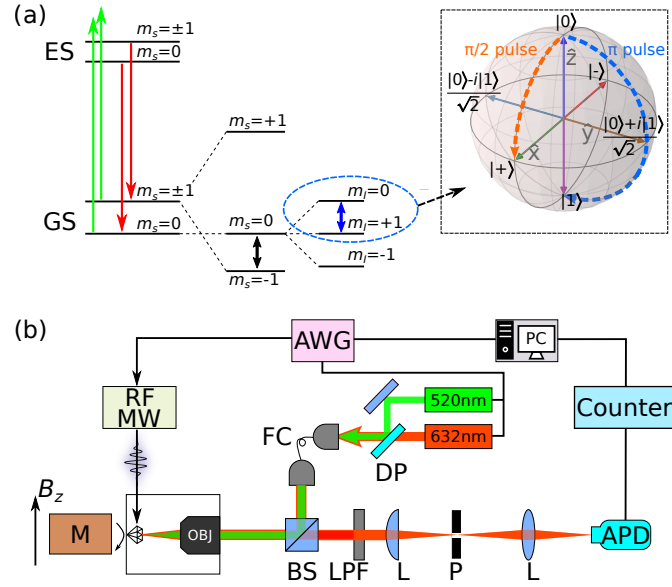 (a)
ES
m_s=±1
m_s=0
GS
m_s=±1
m_s=0
m_s=+1
m_s=0
m_s=-1
m_I=0
m_I=+1
m_I=-1
|0⟩
π/2 pulse
π pulse
ẑ
|-⟩
|0⟩-i|1⟩
√2
|0⟩+i|1⟩
√2
ŷ
x̂
|+⟩
|1⟩
(b)
AWG
PC
RF
MW
520nm
632nm
Counter
FC
DP
B_z
M
OBJ
BS
LPF
L
P
L
APD